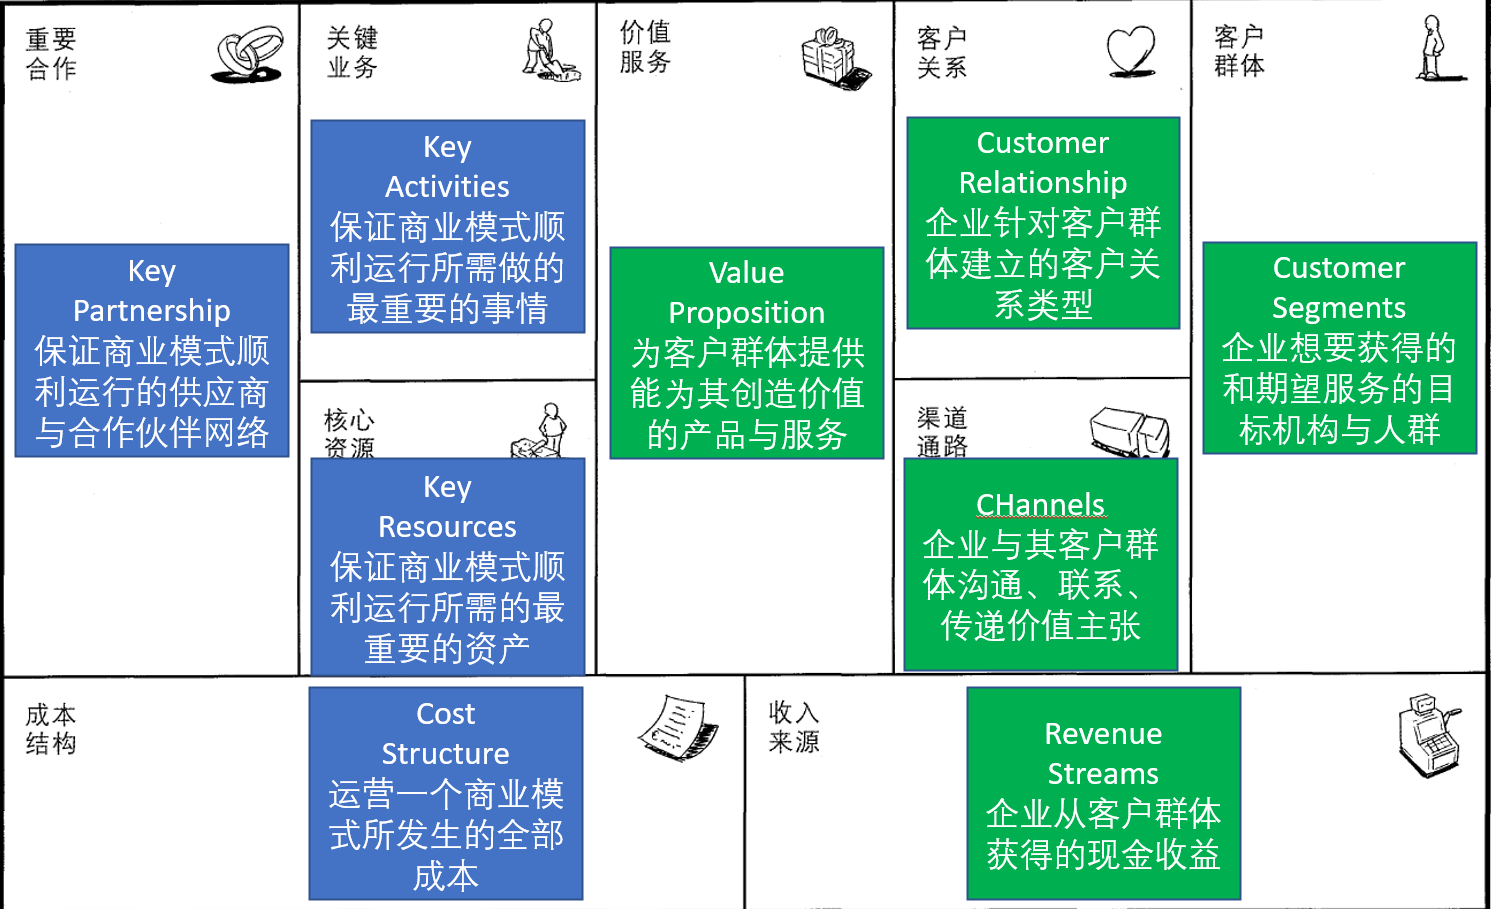 重要
合作
Key
Partnership
保证商业模式顺
利运行的供应商
与合作伙伴网络
关键
业务
Key
Activities
保证商业模式顺
利运行所需做的
最重要的事情
核心
资源
Key
Resources
保证商业模式顺
利运行所需的最
重要的资产
价值
服务
Value
Proposition
为客户群体提供
能为其创造价值
的产品与服务
客户
关系
Customer
Relationship
企业针对客户群
体建立的客户关
系类型
渠道
通路
CHannels
企业与其客户群
体沟通、联系、
传递价值主张
客户
群体
Customer
Segments
企业想要获得的
和期望服务的目
标机构与人群
成本
结构
Cost
Structure
运营一个商业模
式所发生的全部
成本
收入
来源
Revenue
Streams
企业从客户群体
获得的现金收益